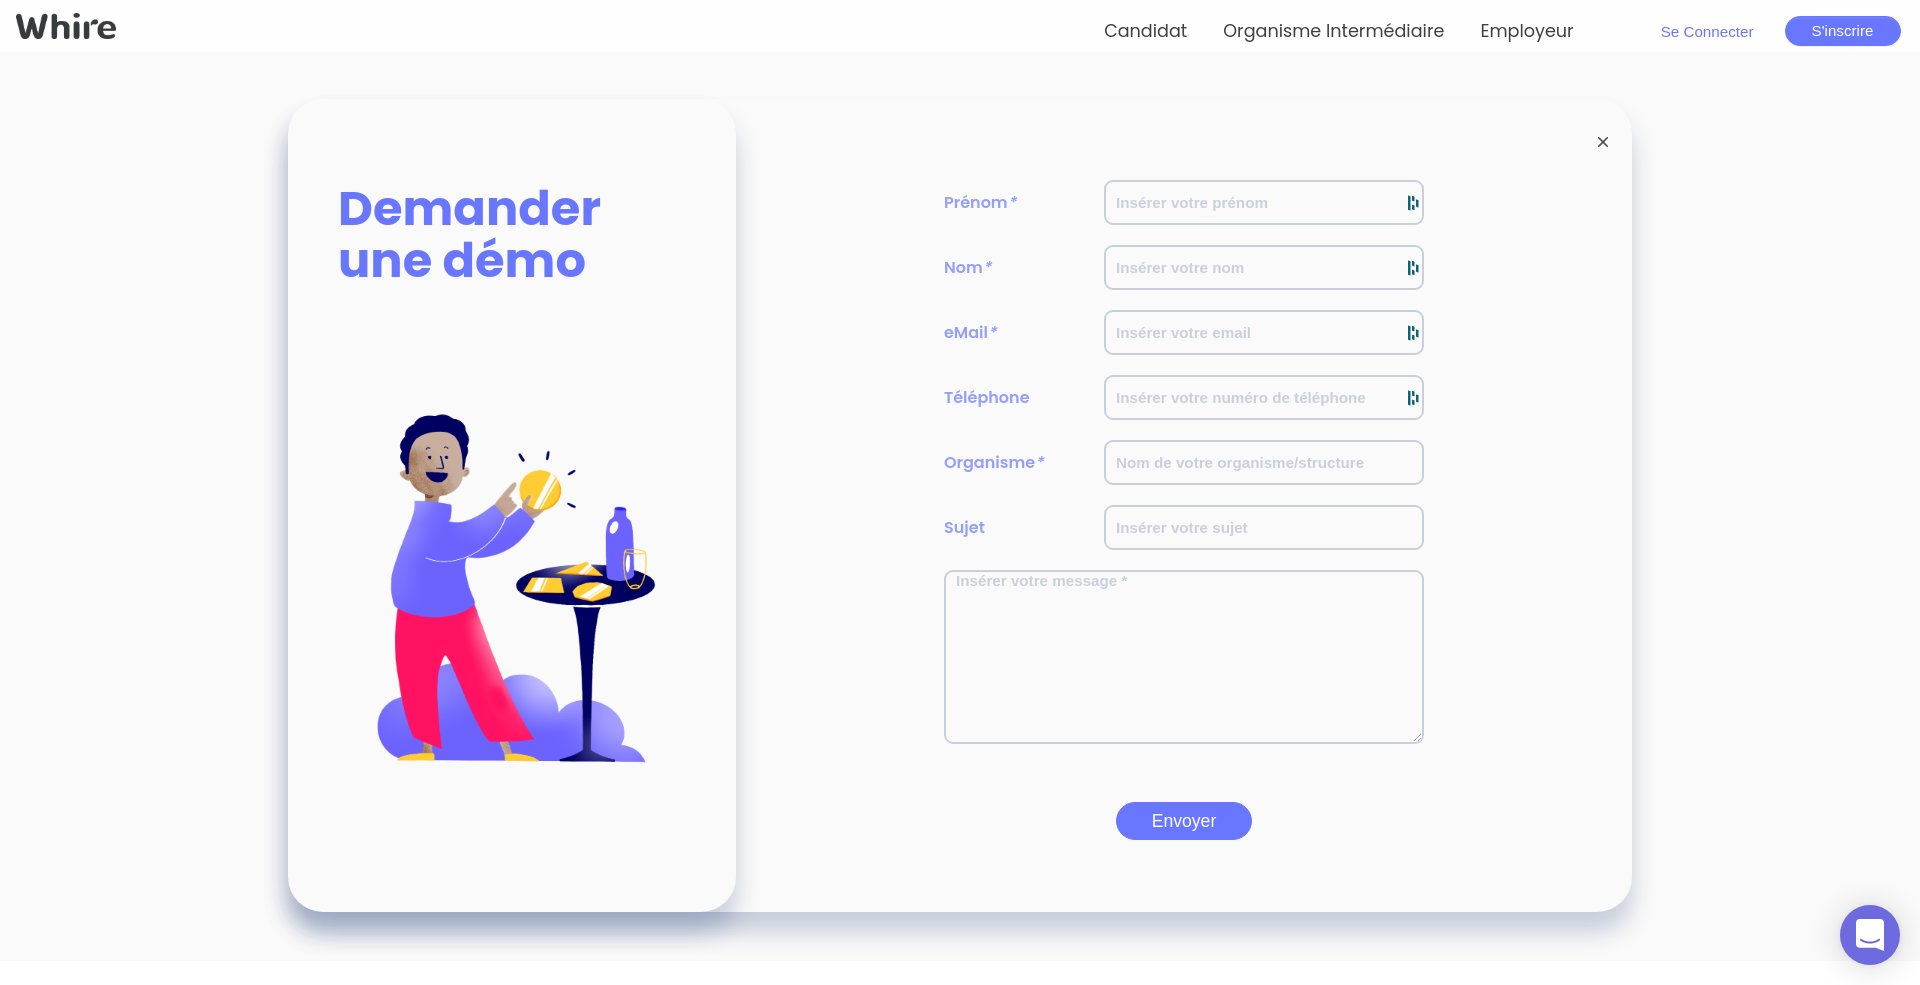 Whire
Candidat
Organisme Intermédiaire
Employeur
Se Connecter
S'inscrire
Demander
une démo
Prénom *
Insérer votre prénom
Nom *
Insérer votre nom
eMail *
Insérer votre email
Téléphone
Insérer votre numéro de téléphone
Organisme *
Nom de votre organisme/structure
Sujet
Insérer votre sujet
Insérer votre message *
Envoyer